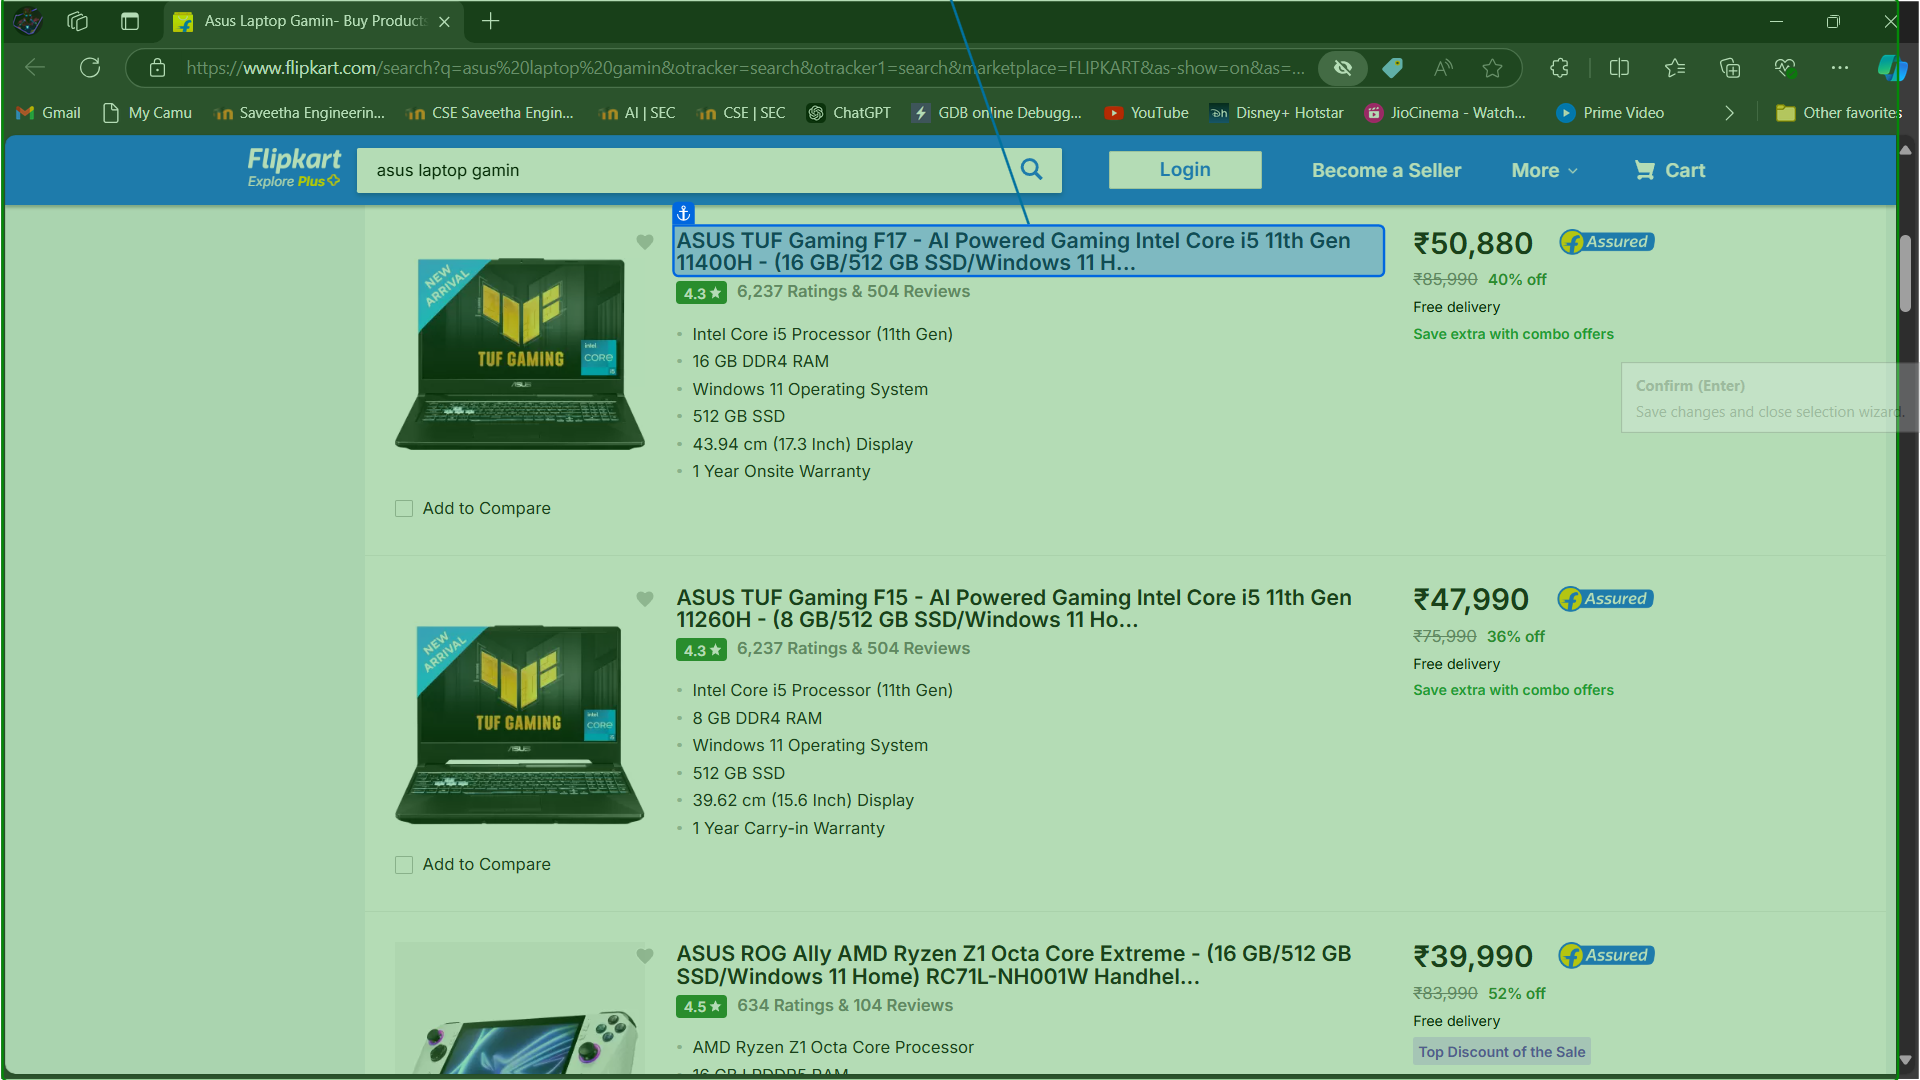 Asus Laptop Gamin- Buy Products
https://www.flipkart.com/search?q=asus%20laptop%20gamin&otracker=search&otracker1=search&marketplace=FLIPKART&as-show=on&as=...
Gmail
My Camu
Saveetha Engineerin...
CSE Saveetha Engin...
AI | SEC
CSE | SEC
ChatGPT
GDB online Debugg...
YouTube
Disney+ Hotstar
JioCinema - Watch...
Prime Video
Other favorites
Flipkart
Explore Plus
asus laptop gamin
Login
Become a Seller
More
Cart
NEW ARRIVAL
TUF GAMING
intel
CORE
i5
ASUS
ASUS TUF Gaming F17 - AI Powered Gaming Intel Core i5 11th Gen
11400H - (16 GB/512 GB SSD/Windows 11 H...
4.3★ 6,237 Ratings & 504 Reviews
Intel Core i5 Processor (11th Gen)
16 GB DDR4 RAM
Windows 11 Operating System
512 GB SSD
43.94 cm (17.3 Inch) Display
1 Year Onsite Warranty
Add to Compare
₹50,880
Assured
₹85,990 40% off
Free delivery
Save extra with combo offers
Confirm (Enter)
Save changes and close selection wizard.
NEW ARRIVAL
TUF GAMING
intel
CORE
ASUS
ASUS TUF Gaming F15 - AI Powered Gaming Intel Core i5 11th Gen
11260H - (8 GB/512 GB SSD/Windows 11 Ho...
4.3★ 6,237 Ratings & 504 Reviews
Intel Core i5 Processor (11th Gen)
8 GB DDR4 RAM
Windows 11 Operating System
512 GB SSD
39.62 cm (15.6 Inch) Display
1 Year Carry-in Warranty
Add to Compare
₹47,990
Assured
₹75,990 36% off
Free delivery
Save extra with combo offers
ASUS ROG Ally AMD Ryzen Z1 Octa Core Extreme - (16 GB/512 GB
SSD/Windows 11 Home) RC71L-NH001W Handhel...
4.5★ 634 Ratings & 104 Reviews
AMD Ryzen Z1 Octa Core Processor
16 GB LPDDR5 RAM
₹39,990
Assured
₹83,990 52% off
Free delivery
Top Discount of the Sale